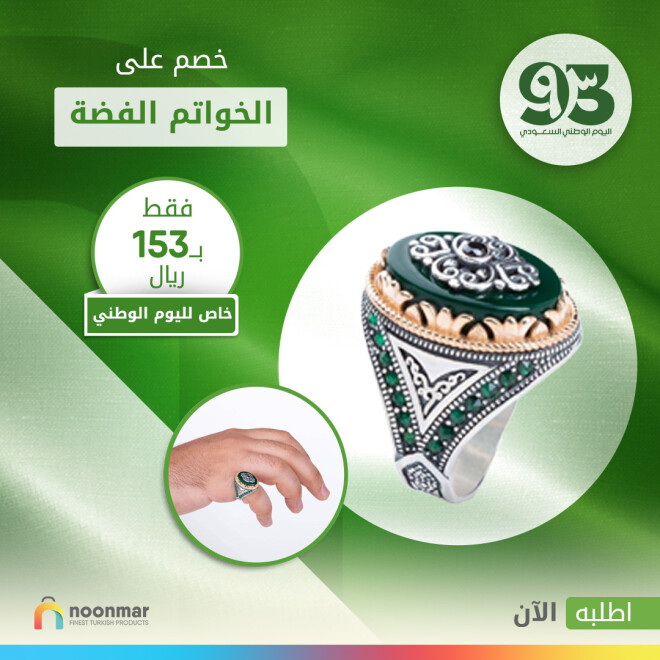 خصم على
الخواتم الفضة
93
اليوم الوطني السعودي
فقط
بـ153
ريال
خاص لليوم الوطني
noonmar
FINEST TURKISH PRODUCTS
اطلبه الآن